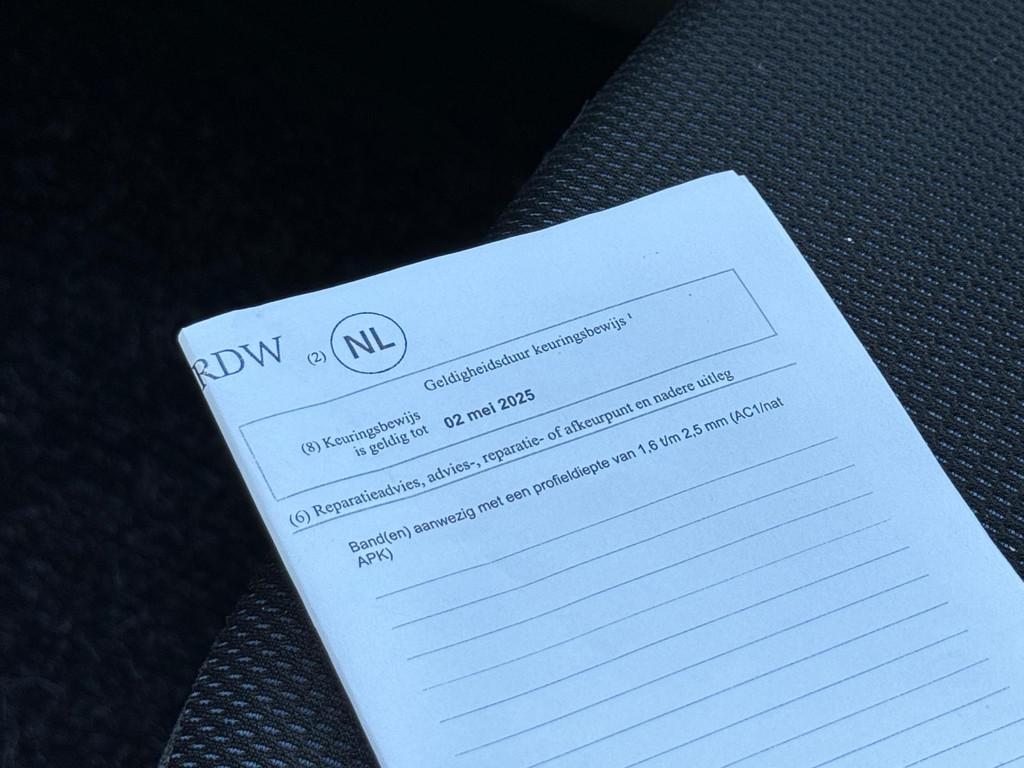 RDW (2) NL
Geldigheidsduur keuringsbewijs ¹
(8) Keuringsbewijs
is geldig tot 02 mei 2025
(6) Reparatieadvies, advies-, reparatie- of afkeurpunt en nadere uitleg
Band(en) aanwezig met een profieldiepte van 1,6 t/m 2,5 mm (AC1/nat
APK)